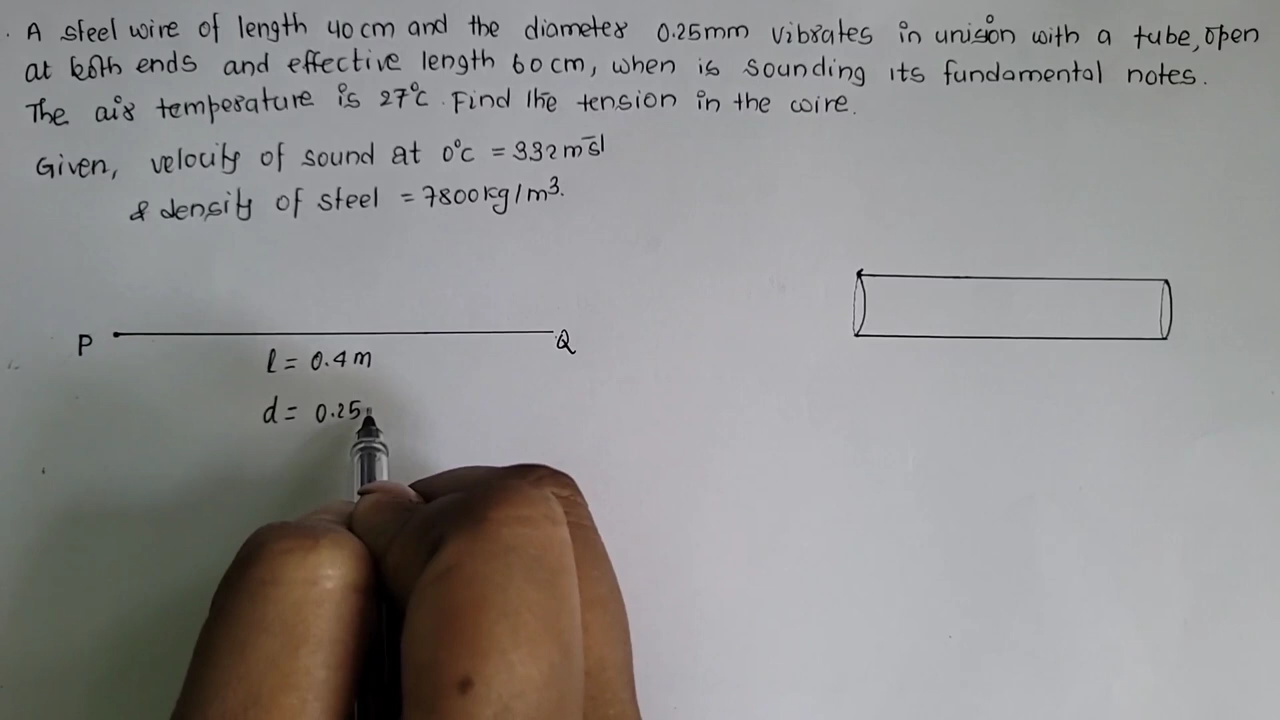 . A steel wire of length 40 cm and the diameter 0.25mm vibrates in unison with a tube, open
at both ends and effective length 60 cm, when is sounding its fundamental notes.
The air temperature is 27°C. Find the tension in the wire.
Given, velocity of sound at 0°C = 332 ms⁻¹
& density of steel = 7800 kg/m³.
P Q
l = 0.4 m
d = 0.25